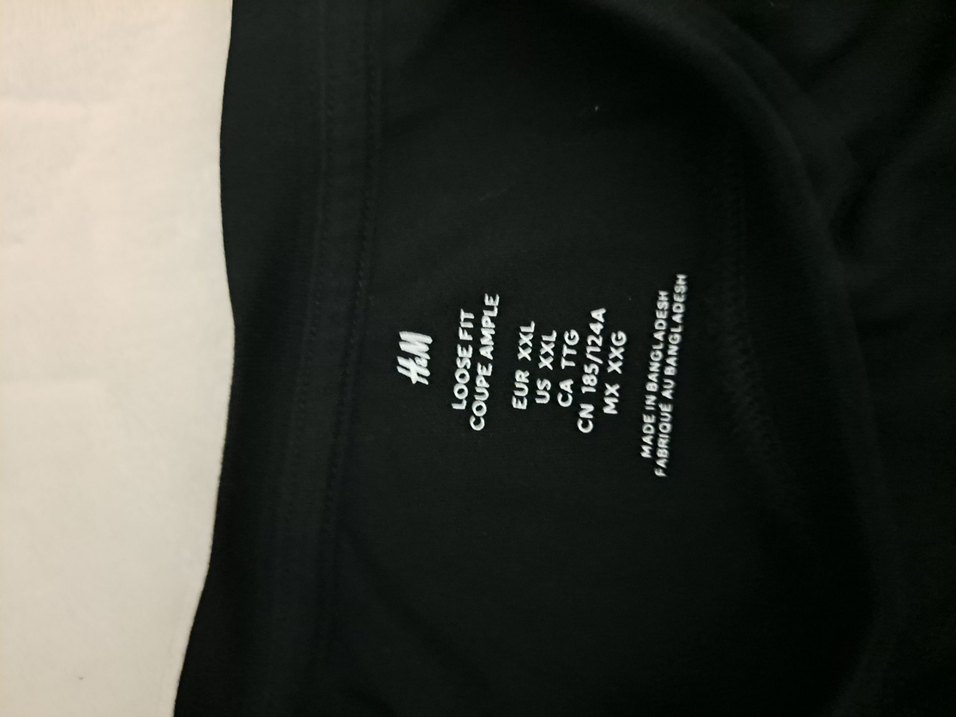 H&M
LOOSE FIT
COUPE AMPLE
EUR XXL
US XXL
CA TTG
CN 185/124A
MX XXG
MADE IN BANGLADESH
FABRIQUÉ AU BANGLADESH